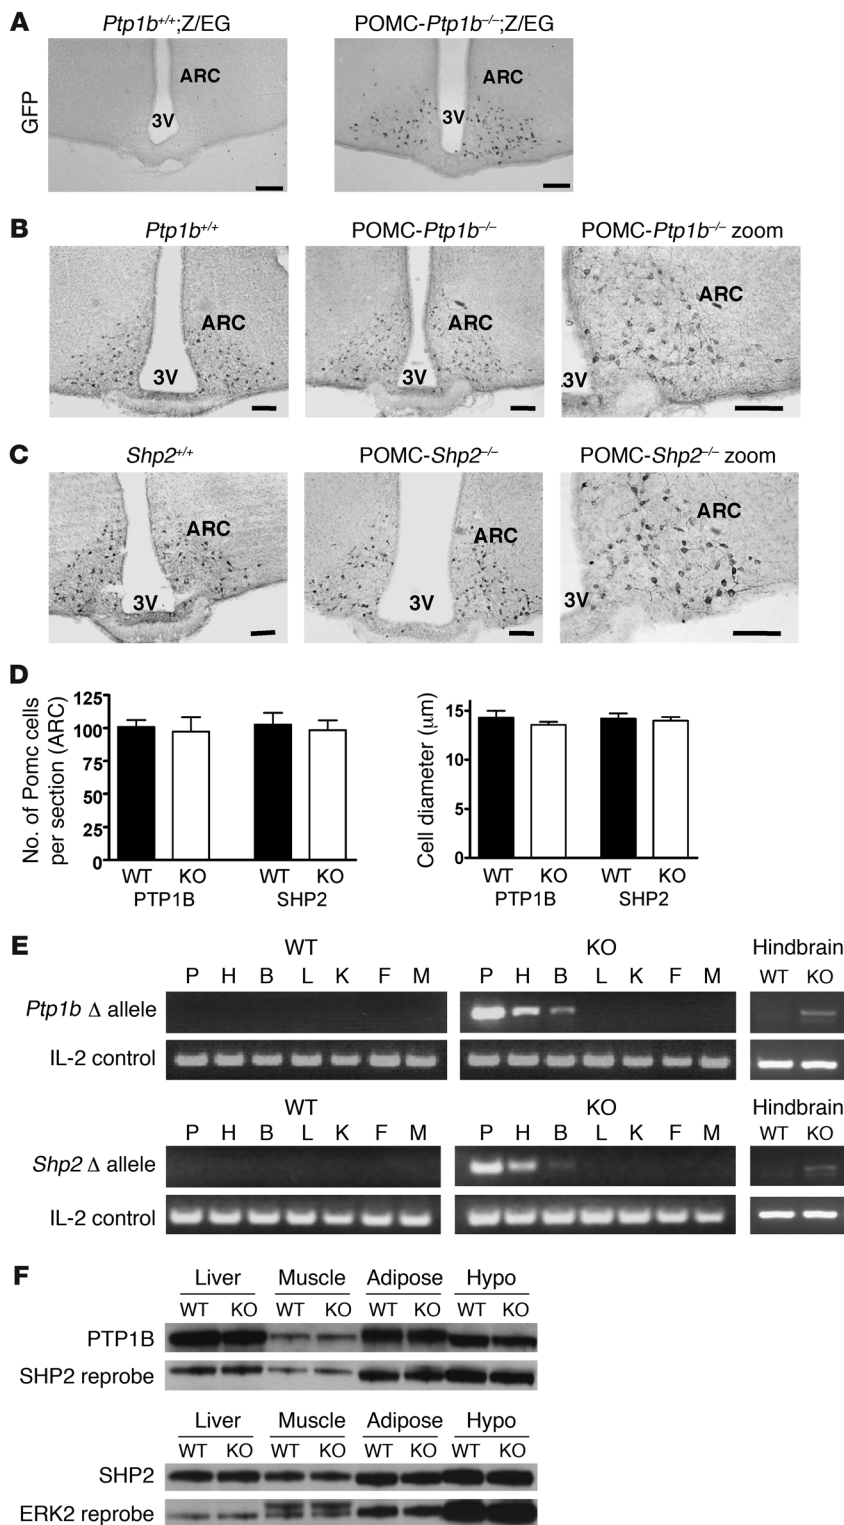 A
Ptp1b+/+;Z/EG
POMC-Ptp1b–/–;Z/EG
GFP
ARC
3V
ARC
3V
B
Ptp1b+/+
POMC-Ptp1b–/–
POMC-Ptp1b–/– zoom
ARC
3V
ARC
3V
ARC
3V
C
Shp2+/+
POMC-Shp2–/–
POMC-Shp2–/– zoom
ARC
3V
ARC
3V
ARC
3V
D
No. of Pomc cells
per section (ARC)
125
100
75
50
25
0
WT KO WT KO
PTP1B SHP2
Cell diameter (μm)
15
10
5
0
WT KO WT KO
PTP1B SHP2
E
WT KO Hindbrain
P H B L K F M P H B L K F M WT KO
Ptp1b Δ allele
IL-2 control
WT KO Hindbrain
P H B L K F M P H B L K F M WT KO
Shp2 Δ allele
IL-2 control
F
Liver Muscle Adipose Hypo
WT KO WT KO WT KO WT KO
PTP1B
SHP2 reprobe
Liver Muscle Adipose Hypo
WT KO WT KO WT KO WT KO
SHP2
ERK2 reprobe